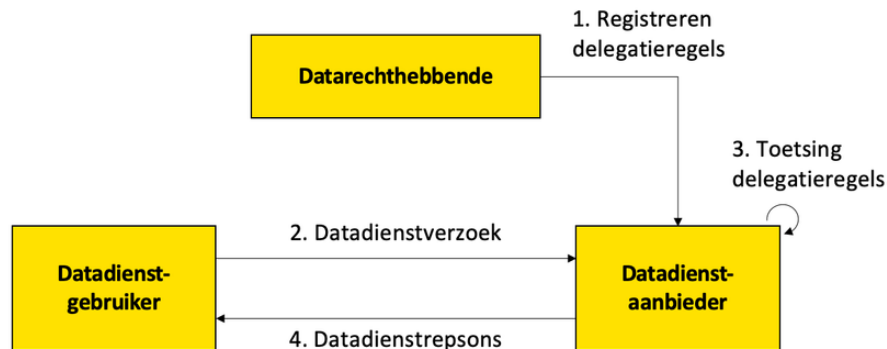 1. Registreren
delegatieregels
Datarechthebbende
3. Toetsing
delegatieregels
2. Datadienstverzoek
Datadienst-
gebruiker
Datadienst-
aanbieder
4. Datadienstrepsons